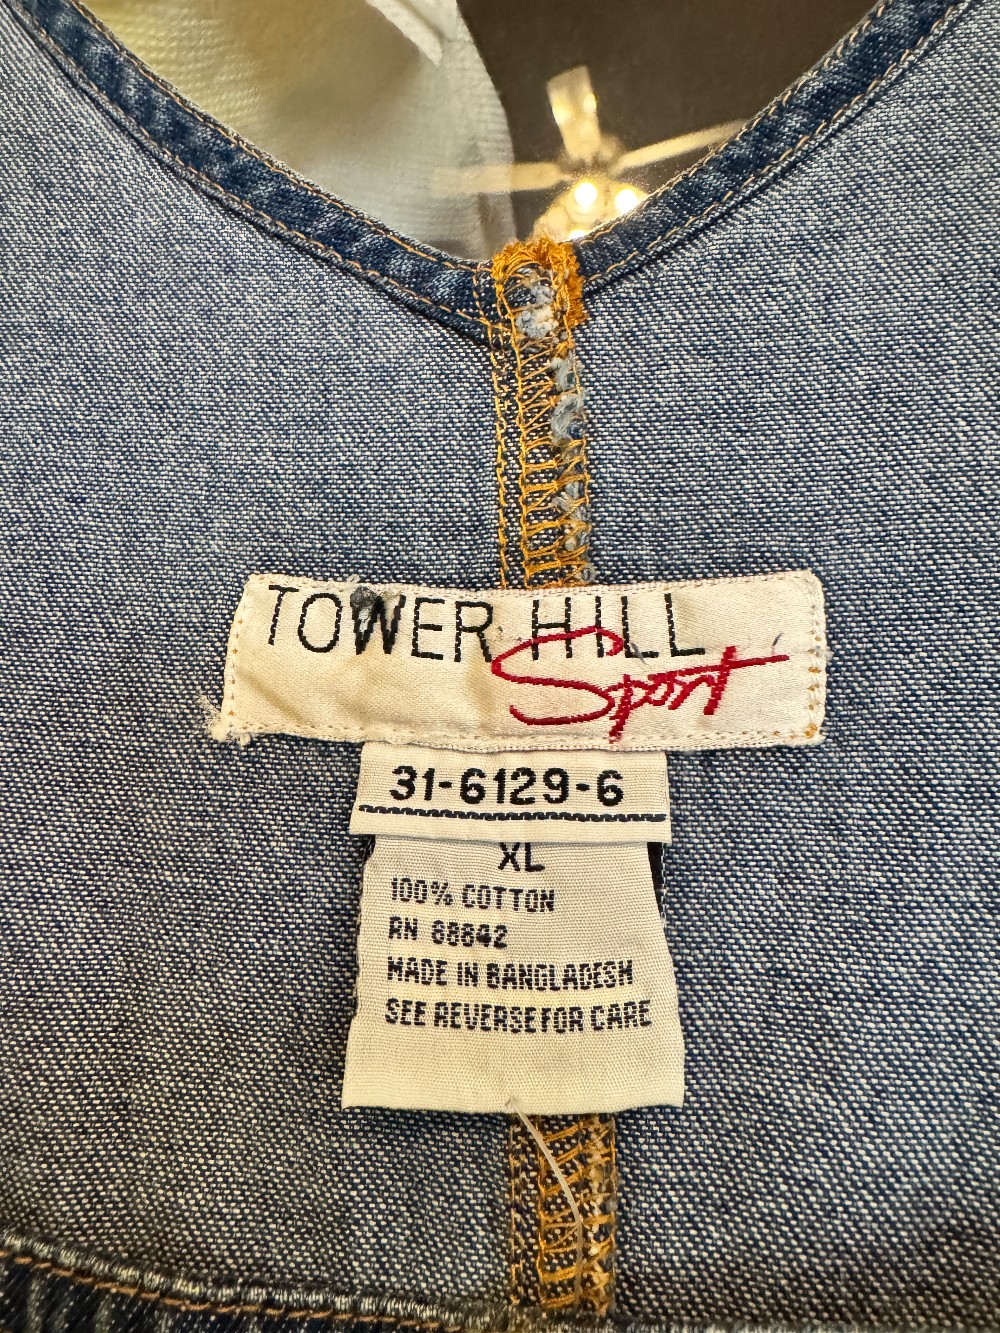 TOWER HILL
Sport
31-6129-6
XL
100% COTTON
RN 88842
MADE IN BANGLADESH
SEE REVERSE FOR CARE